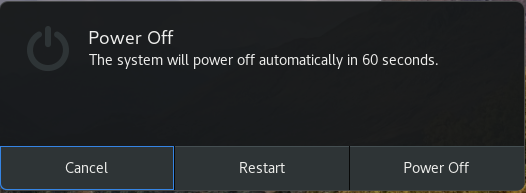 Power Off
The system will power off automatically in 60 seconds.
Cancel
Restart
Power Off